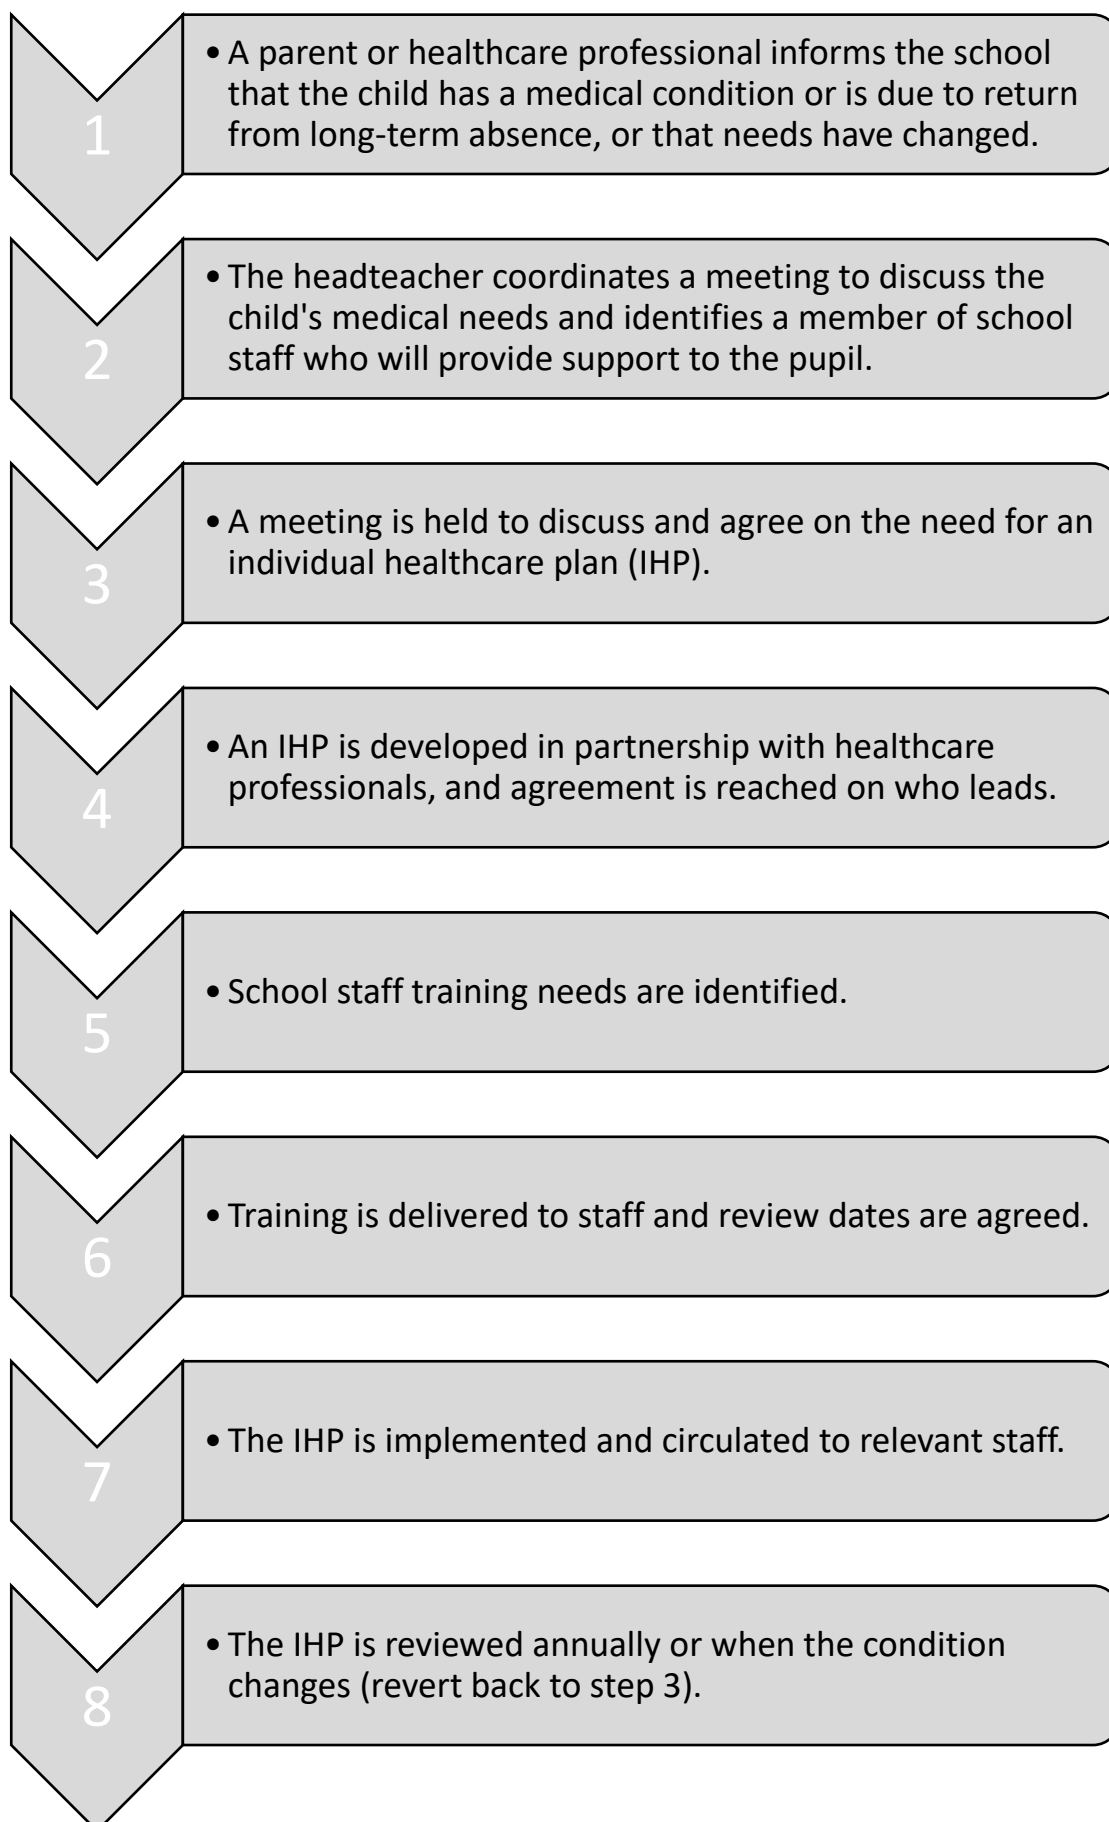 1
• A parent or healthcare professional informs the school
that the child has a medical condition or is due to return
from long-term absence, or that needs have changed.
2
• The headteacher coordinates a meeting to discuss the
child's medical needs and identifies a member of school
staff who will provide support to the pupil.
3
• A meeting is held to discuss and agree on the need for an
individual healthcare plan (IHP).
4
• An IHP is developed in partnership with healthcare
professionals, and agreement is reached on who leads.
5
• School staff training needs are identified.
6
• Training is delivered to staff and review dates are agreed.
7
• The IHP is implemented and circulated to relevant staff.
8
• The IHP is reviewed annually or when the condition
changes (revert back to step 3).